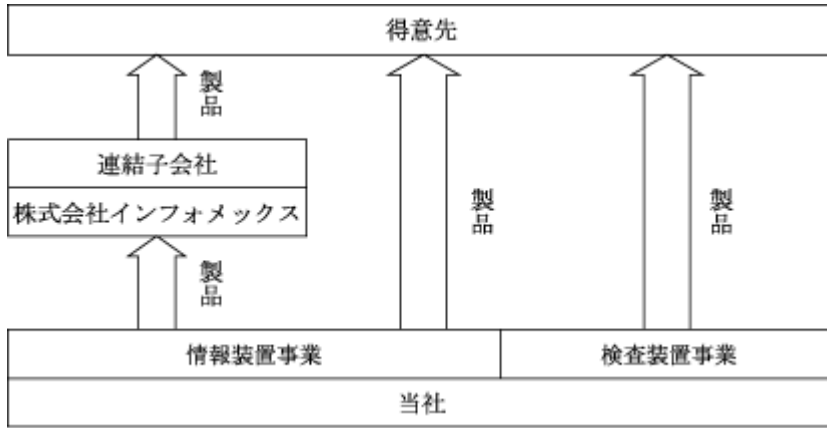 得意先
製品
連結子会社
株式会社インフォメックス
製品
製品
製品
情報装置事業
検査装置事業
当社